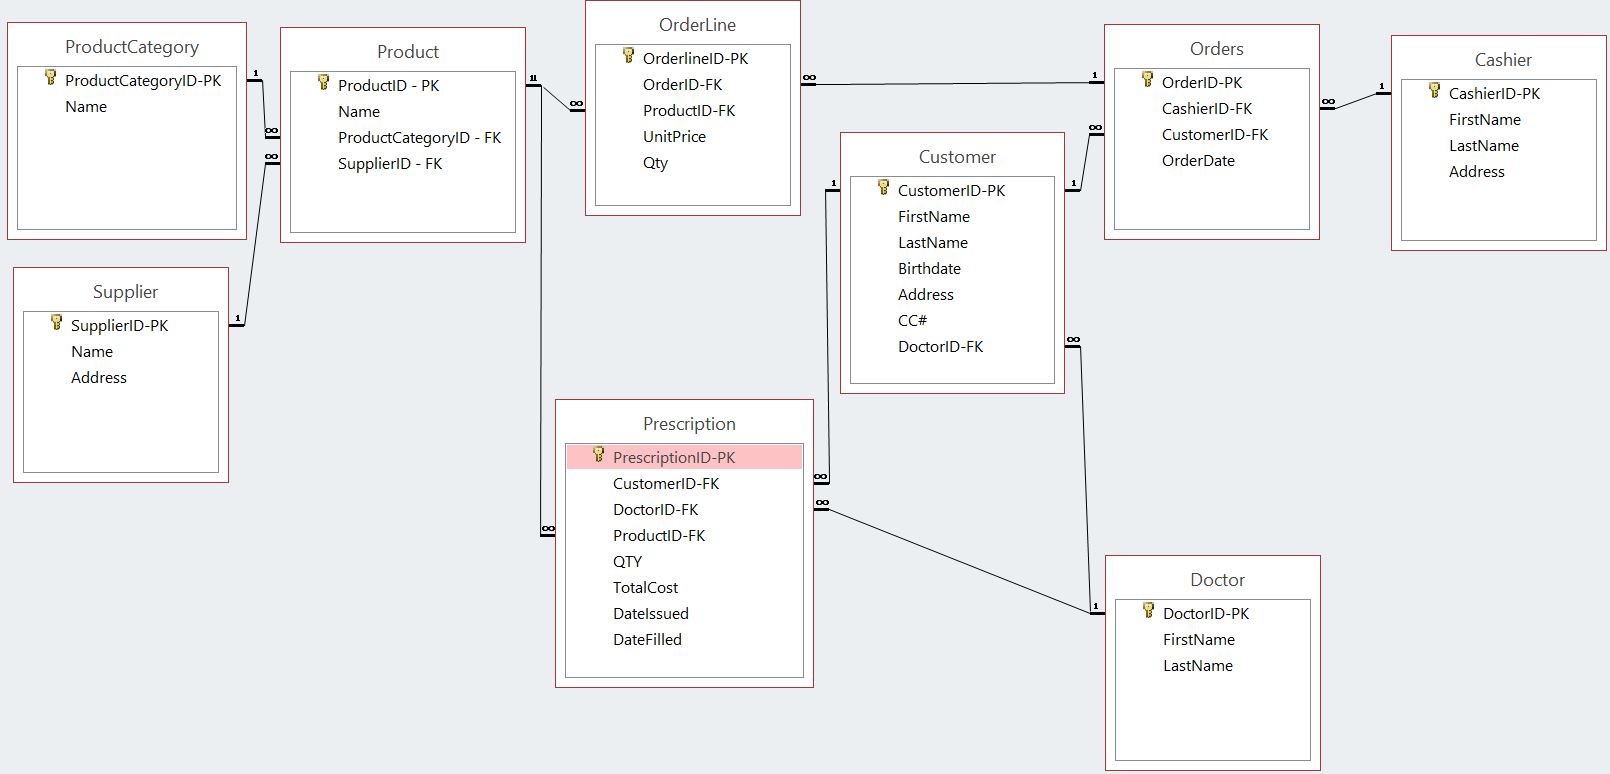 ProductCategory
ProductCategoryID-PK
Name
Product
ProductID - PK
Name
ProductCategoryID - FK
SupplierID - FK
OrderLine
OrderlineID-PK
OrderID-FK
ProductID-FK
UnitPrice
Qty
Orders
OrderID-PK
CashierID-FK
CustomerID-FK
OrderDate
Cashier
CashierID-PK
FirstName
LastName
Address
Customer
CustomerID-PK
FirstName
LastName
Birthdate
Address
CC#
DoctorID-FK
Supplier
SupplierID-PK
Name
Address
Prescription
PrescriptionID-PK
CustomerID-FK
DoctorID-FK
ProductID-FK
QTY
TotalCost
DateIssued
DateFilled
Doctor
DoctorID-PK
FirstName
LastName
1
∞
1
∞
1
1
∞
∞
∞
1
∞
1
1
∞
1
∞
∞
∞
1